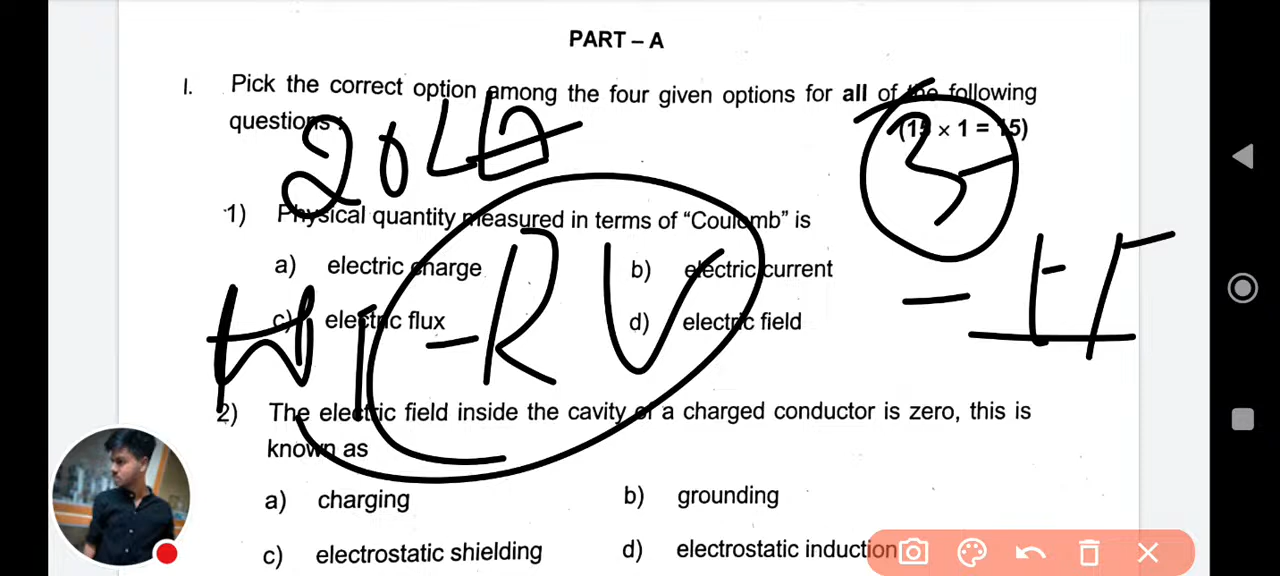 PART – A
I. Pick the correct option among the four given options for all of the following
questions :
(15 × 1 = 15)
1) Physical quantity measured in terms of “Coulomb” is
a) electric charge b) electric current
c) electric flux d) electric field
2) The electric field inside the cavity of a charged conductor is zero, this is
known as
a) charging b) grounding
c) electrostatic shielding d) electrostatic induction